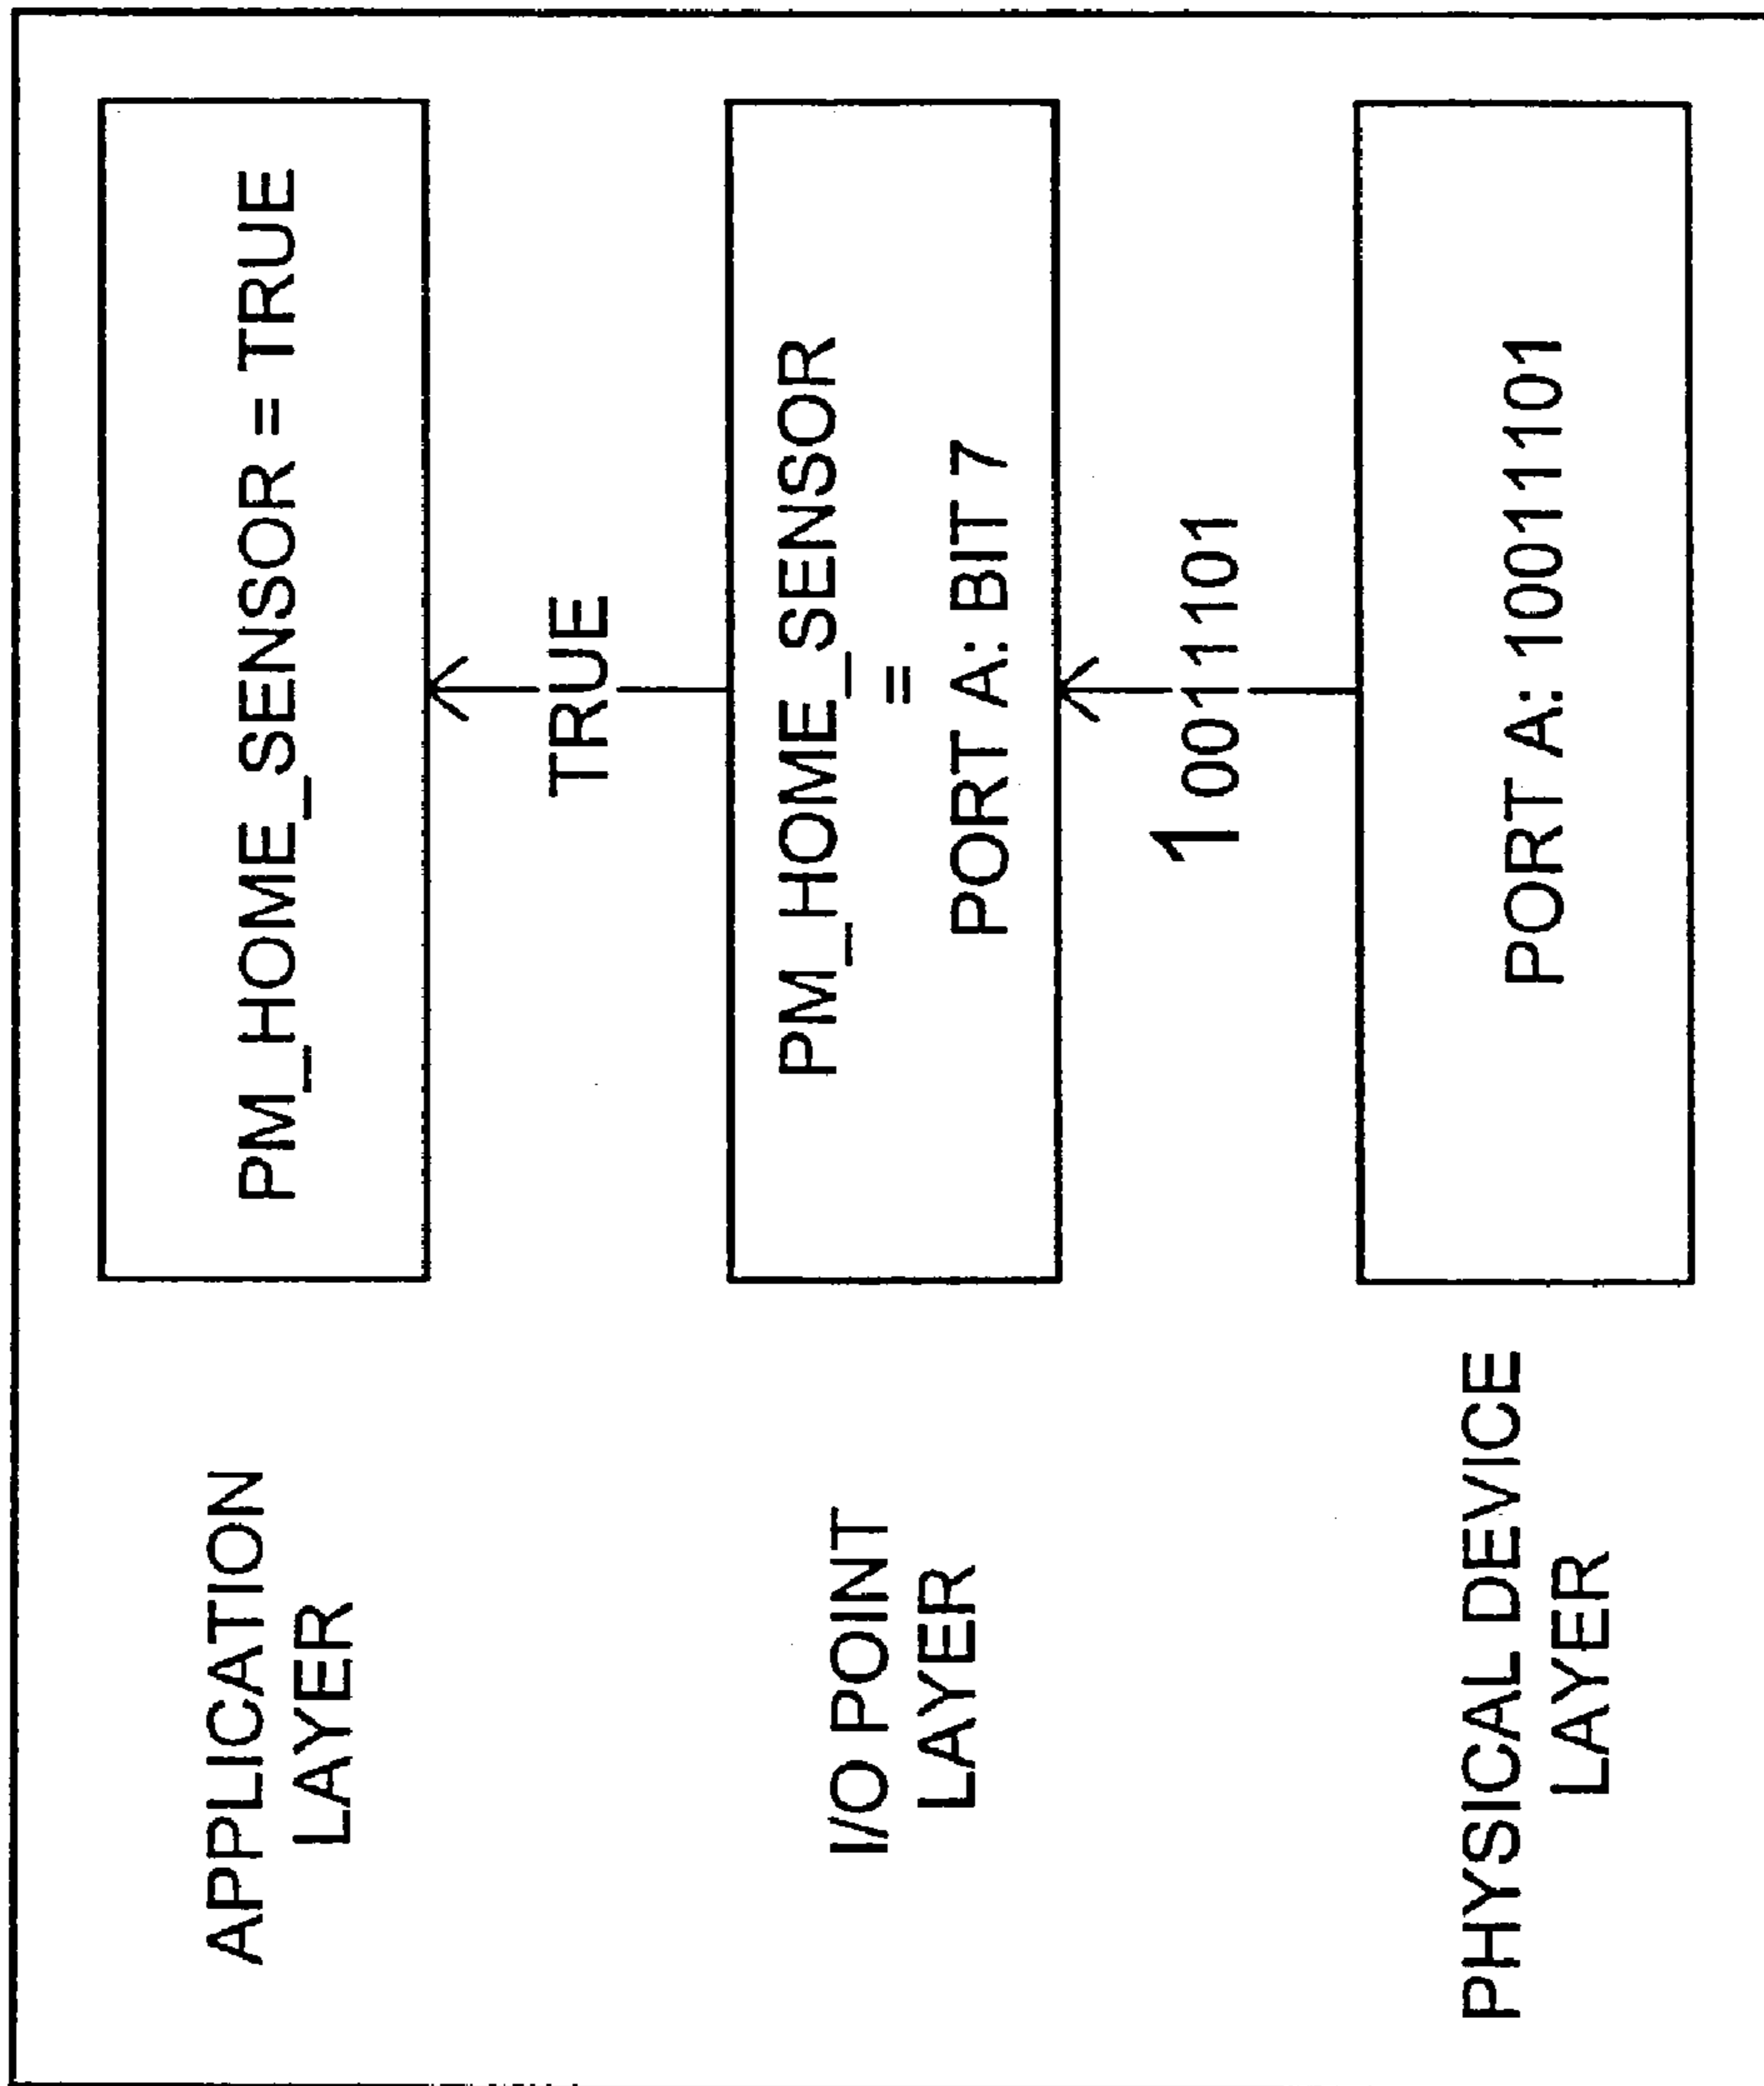 APPLICATION
LAYER
PM_HOME_SENSOR = TRUE
TRUE
I/O POINT
LAYER
PM_HOME_SENSOR
=
PORT A: BIT 7
10011101
PHYSICAL DEVICE
LAYER
PORT A: 10011101